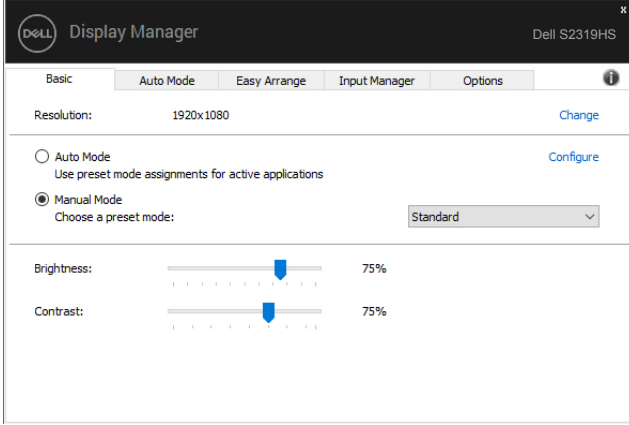 DELL Display Manager
x
Dell S2319HS
Basic Auto Mode Easy Arrange Input Manager Options
Resolution: 1920x1080 Change
Auto Mode Configure
Use preset mode assignments for active applications
Manual Mode
Choose a preset mode: Standard
Brightness: 75%
Contrast: 75%